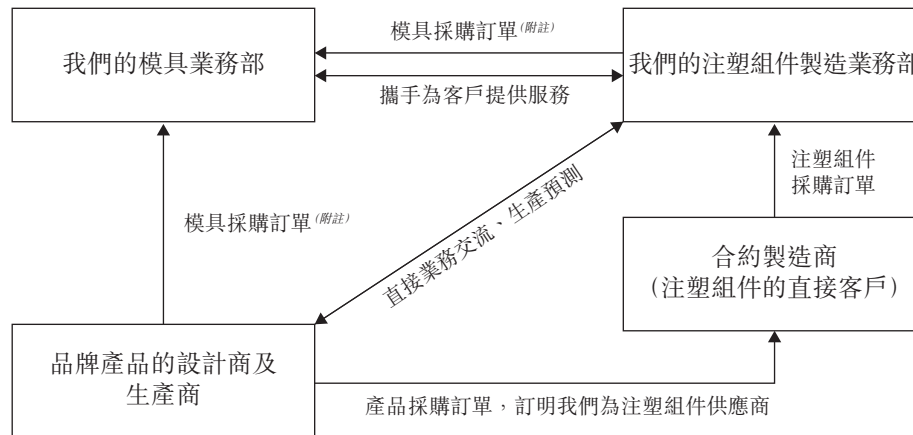 模具採購訂單(附註)
我們的模具業務部
我們的注塑組件製造業務部
攜手為客戶提供服務
注塑組件
採購訂單
模具採購訂單(附註)
直接業務交流、生產預測
合約製造商
(注塑組件的直接客戶)
品牌產品的設計商及
生產商
產品採購訂單，訂明我們為注塑組件供應商